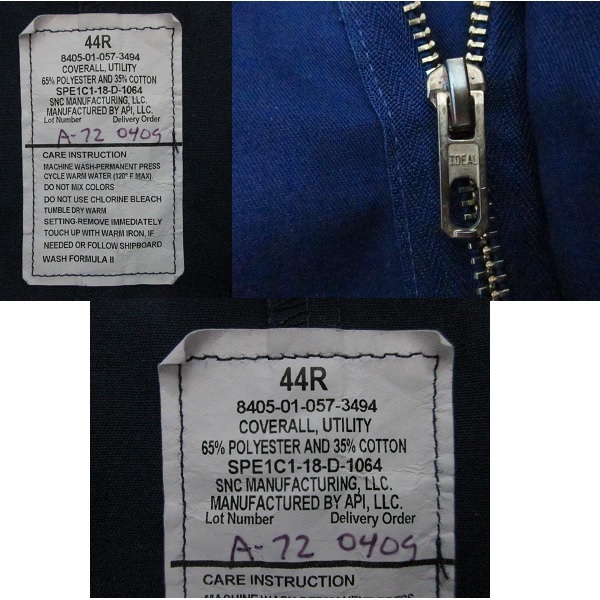 44R
8405-01-057-3494
COVERALL, UTILITY
65% POLYESTER AND 35% COTTON
SPE1C1-18-D-1064
SNC MANUFACTURING, LLC.
MANUFACTURED BY API, LLC.
Lot Number Delivery Order
A-72 0409
CARE INSTRUCTION
MACHINE WASH-PERMANENT PRESS
CYCLE WARM WATER (120° F.MAX)
DO NOT MIX COLORS
DO NOT USE CHLORINE BLEACH
TUMBLE DRY WARM
SETTING-REMOVE IMMEDIATELY
TOUCH UP WITH WARM IRON, IF
NEEDED OR FOLLOW SHIPBOARD
WASH FORMULA II
IDEAL
44R
8405-01-057-3494
COVERALL, UTILITY
65% POLYESTER AND 35% COTTON
SPE1C1-18-D-1064
SNC MANUFACTURING, LLC.
MANUFACTURED BY API, LLC.
Lot Number Delivery Order
A-72 0409
CARE INSTRUCTION
MACHINE WASH-PERMANENT PRESS